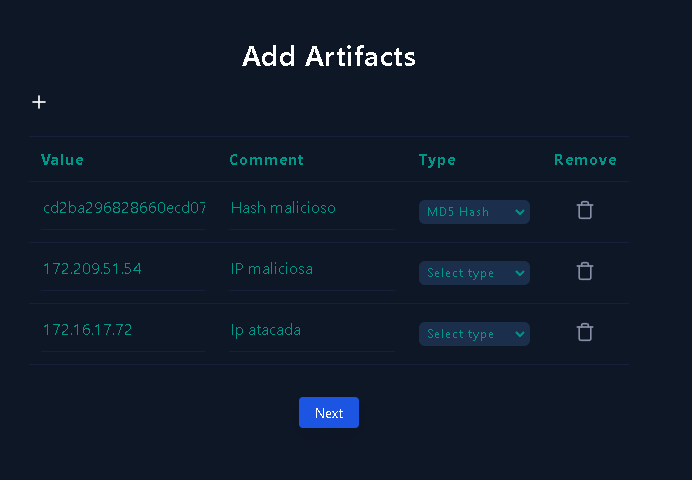 Add Artifacts
+
Value Comment Type Remove
cd2ba296828660ecd07 Hash malicioso MD5 Hash
172.209.51.54 IP maliciosa Select type
172.16.17.72 Ip atacada Select type
Next